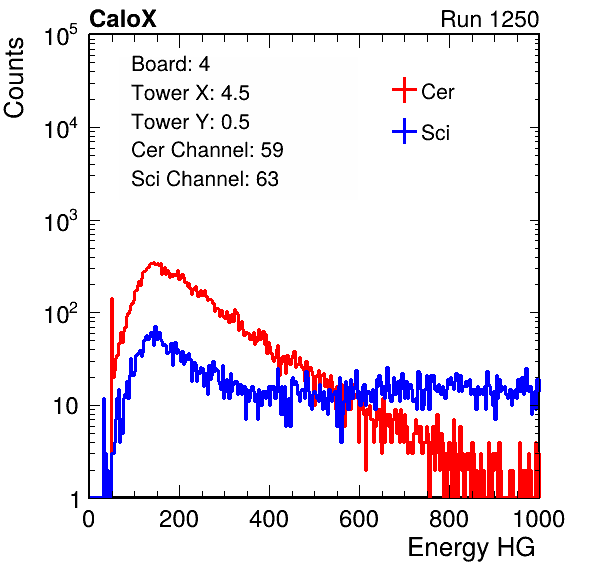 CaloX Run 1250
Counts
10^5
10^4
10^3
10^2
10
1
Board: 4
Tower X: 4.5
Tower Y: 0.5
Cer Channel: 59
Sci Channel: 63
Cer
Sci
0 200 400 600 800 1000
Energy HG